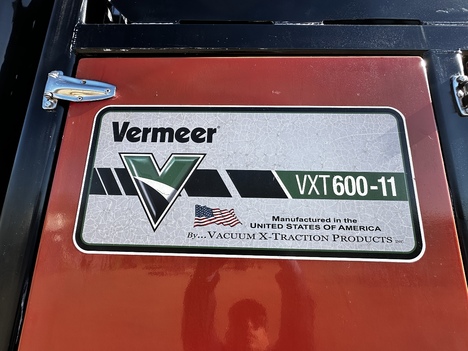 Vermeer®
VXT600-11
Manufactured in the
UNITED STATES OF AMERICA
By...VACUUM X-TRACTION PRODUCTS